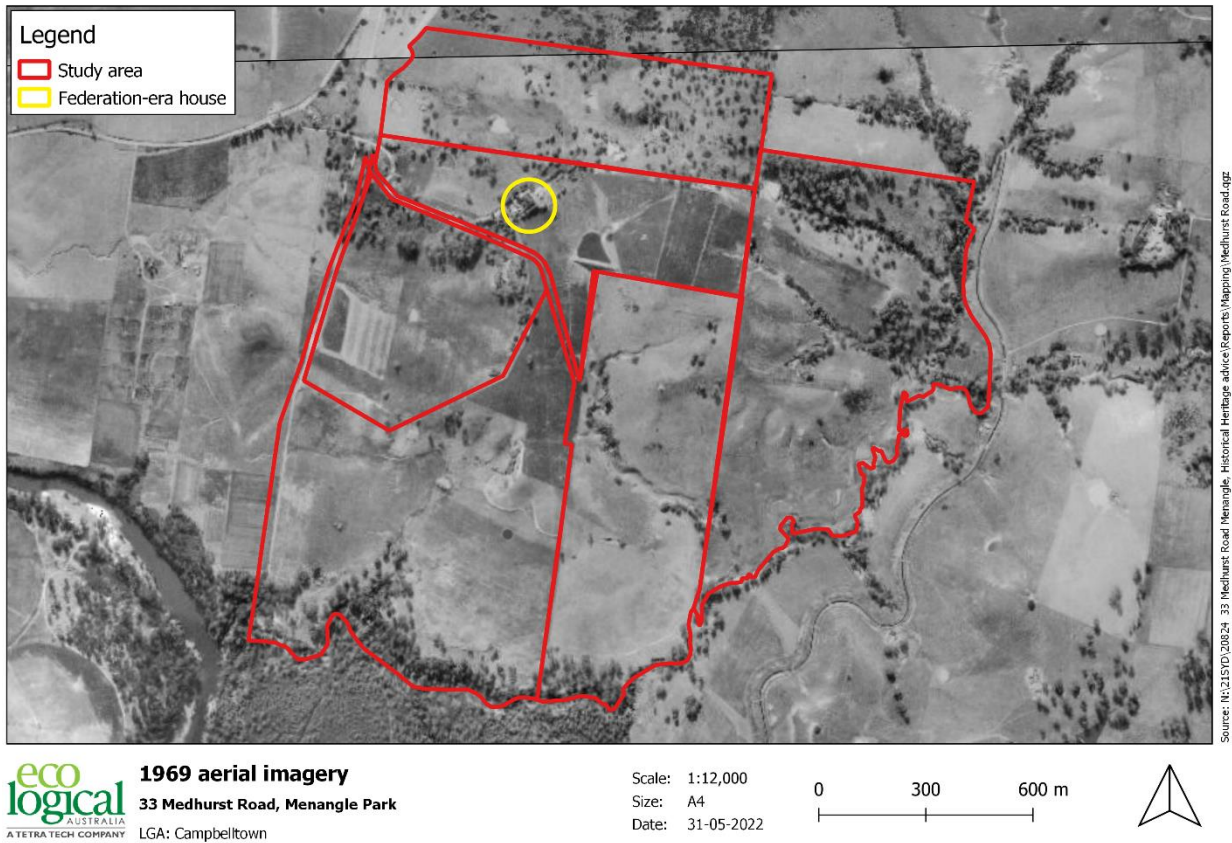 Legend
Study area
Federation-era house
Source: N:\21SYD\20824 33 Medhurst Road Menangle, Historical Heritage advice\Reports\Mapping\Medhurst Road.qgz
eco
logical
AUSTRALIA
A TETRA TECH COMPANY
1969 aerial imagery
33 Medhurst Road, Menangle Park
LGA: Campbelltown
Scale: 1:12,000
Size: A4
Date: 31-05-2022
0 300 600 m